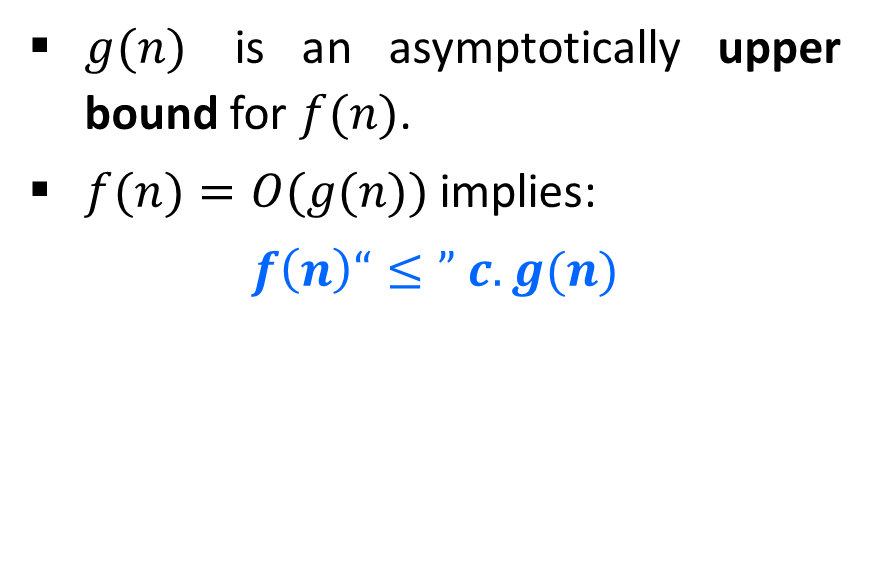 ▪ g(n) is an asymptotically upper
bound for f(n).
▪ f(n) = O(g(n)) implies:
f(n)“ ≤ ” c. g(n)